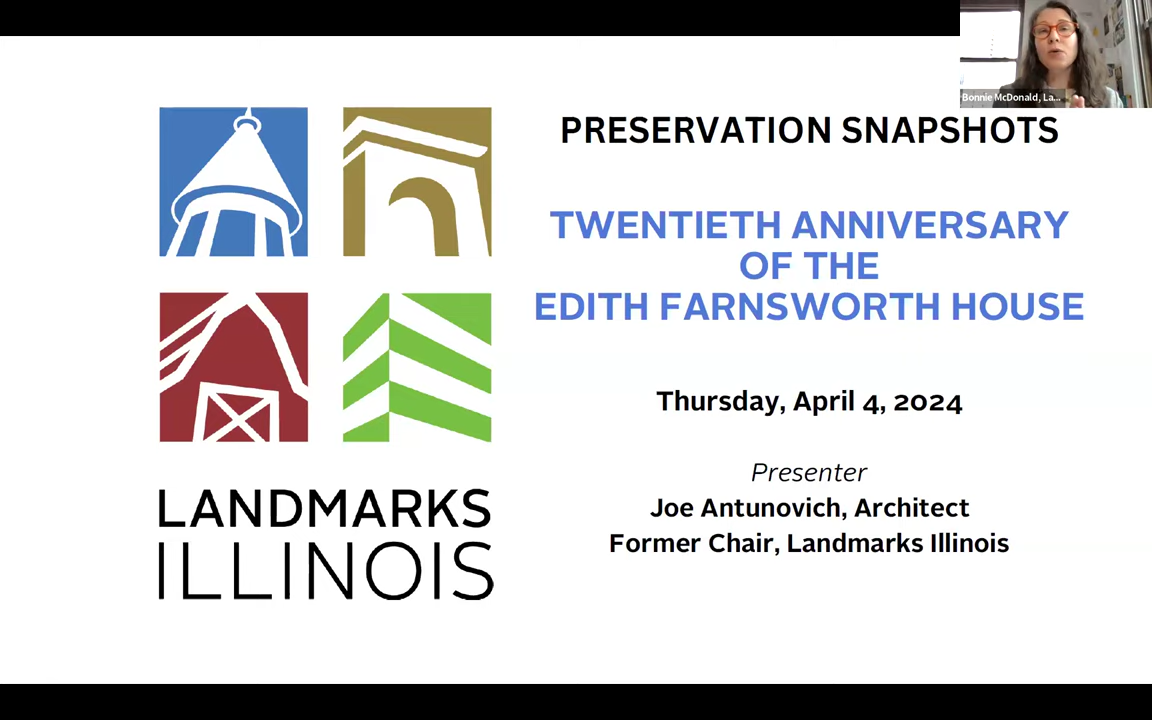 Bonnie McDonald, La...
PRESERVATION SNAPSHOTS
TWENTIETH ANNIVERSARY
OF THE
EDITH FARNSWORTH HOUSE
Thursday, April 4, 2024
Presenter
Joe Antunovich, Architect
Former Chair, Landmarks Illinois
LANDMARKS
ILLINOIS